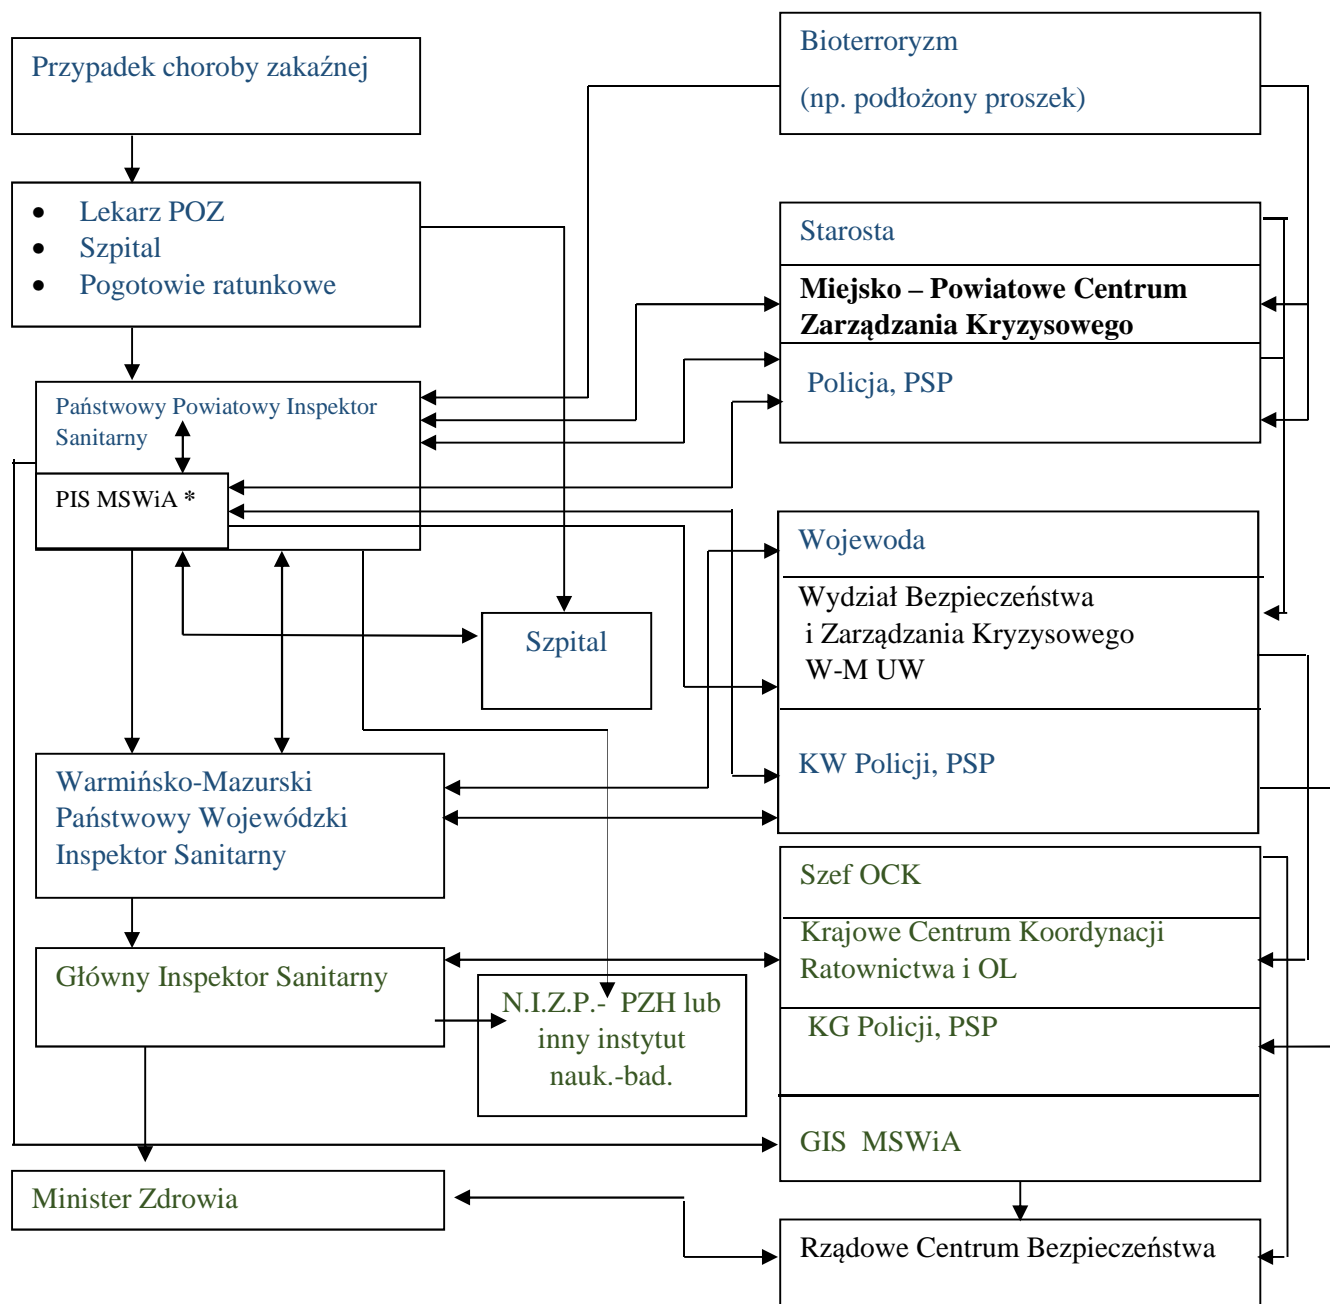 Przypadek choroby zakaźnej
Bioterroryzm
(np. podłożony proszek)
• Lekarz POZ
• Szpital
• Pogotowie ratunkowe
Starosta
Miejsko – Powiatowe Centrum
Zarządzania Kryzysowego
Policja, PSP
Państwowy Powiatowy Inspektor
Sanitarny
PIS MSWiA *
Wojewoda
Wydział Bezpieczeństwa
i Zarządzania Kryzysowego
W-M UW
KW Policji, PSP
Szpital
Warmińsko-Mazurski
Państwowy Wojewódzki
Inspektor Sanitarny
Szef OCK
Krajowe Centrum Koordynacji
Ratownictwa i OL
KG Policji, PSP
GIS MSWiA
Główny Inspektor Sanitarny
N.I.Z.P.- PZH lub
inny instytut
nauk.-bad.
Minister Zdrowia
Rządowe Centrum Bezpieczeństwa